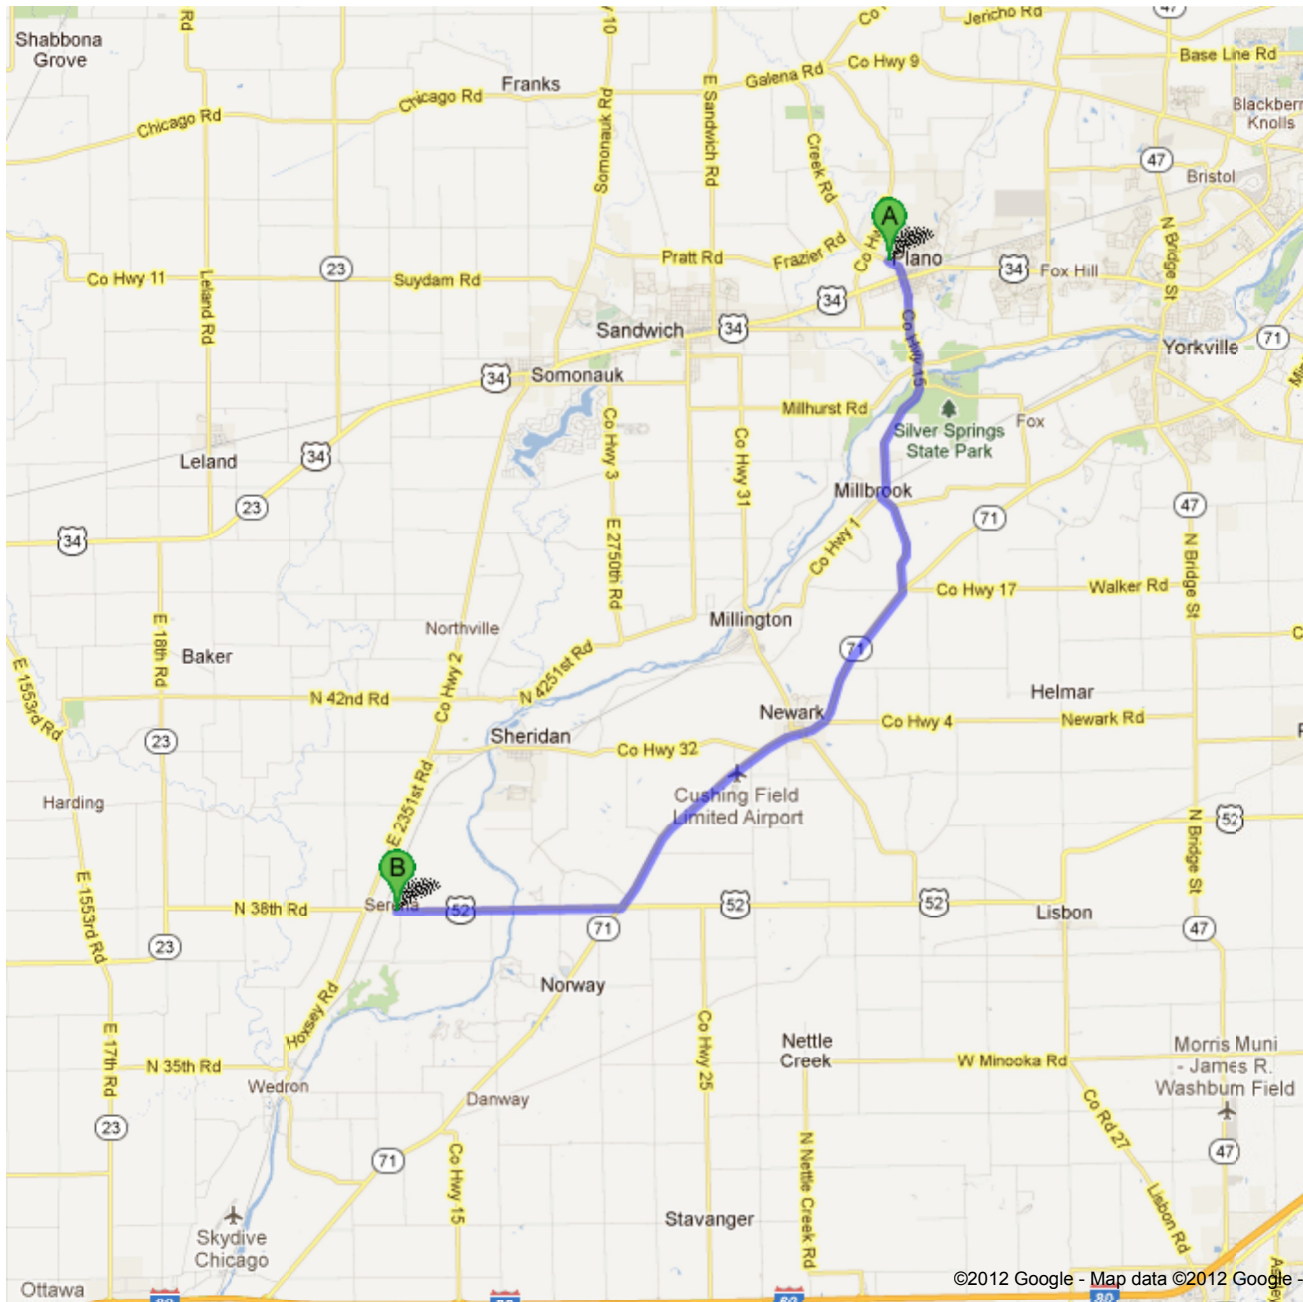 47
Jericho Rd
Rd
Co
Shabbona
Grove
Base Line Rd
Co Hwy 9
Galena Rd
Franks
Chicago Rd
Blackberr
Knolls
Chicago Rd
E Sandwich Rd
Somonauk Rd
47
Creek Rd
Bristol
A
N Bridge St
Plano
Pratt Rd
Frazier Rd
34
Fox Hill
23
Co Hwy 11
Suydam Rd
Leland Rd
34
Sandwich
34
Co Hwy 15
71
Yorkville
34
Somonauk
Millhurst Rd
Fox
Silver Springs
State Park
Co Hwy 3
Co Hwy 31
34
Leland
Millbrook
23
71
47
34
Co Hwy 1
N Bridge St
E 2750th Rd
Co Hwy 17
Walker Rd
E 18th Rd
Millington
Northville
71
Baker
E 1553rd Rd
N 4251st Rd
Co Hwy 2
N 42nd Rd
Helmar
Newark
Co Hwy 4
Newark Rd
23
Sheridan
Co Hwy 32
E 2351st Rd
Harding
Cushing Field
Limited Airport
52
N Bridge St
B
E 1553rd Rd
N 38th Rd
Serena
52
52
52
Lisbon
71
47
23
Norway
Hoxsey Rd
Co Hwy 25
Nettle
Creek
Morris Muni
- James R.
Washburn Field
W Minooka Rd
E 17th Rd
N 35th Rd
Wedron
Danway
Co Rd 27
23
71
47
Co Hwy 15
N Nettle Creek Rd
Lisbon Rd
Stavanger
Skydive
Chicago
Ottawa
80
©2012 Google - Map data ©2012 Google -